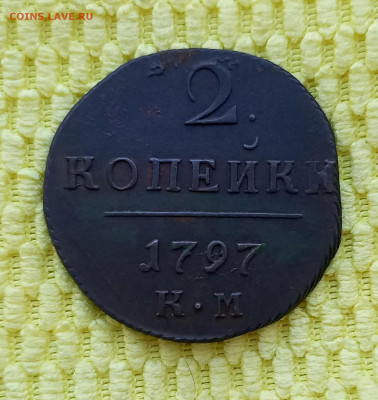 COINS.LAVE.RU
2.
КОПЕЙКИ
1797
К·М